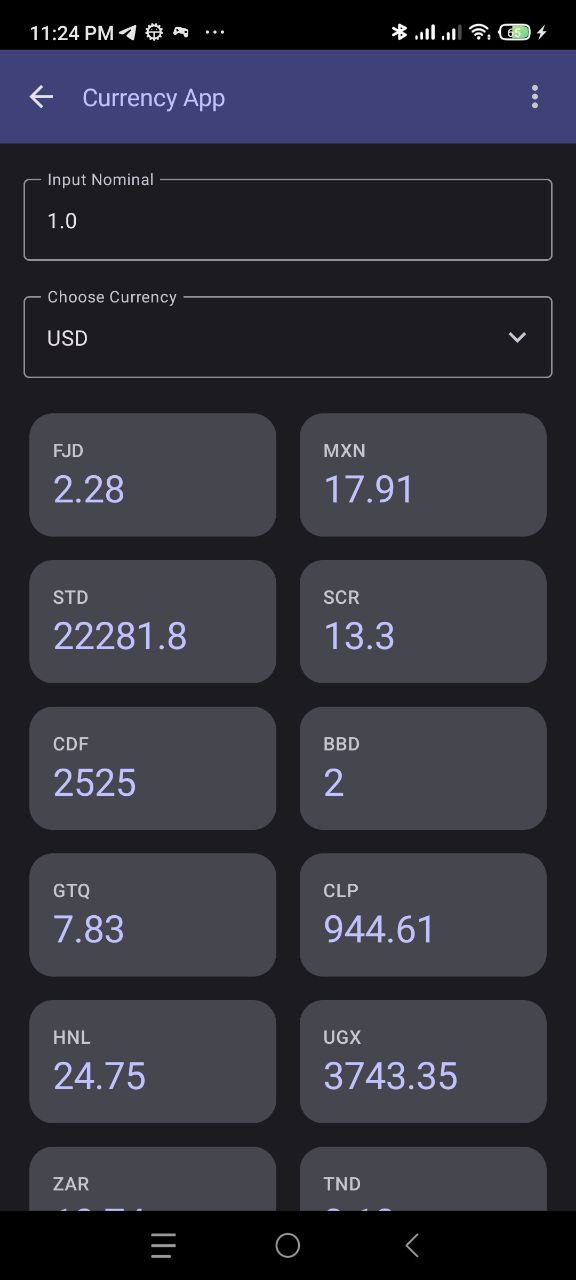 11:24 PM
65
Currency App
Input Nominal
1.0
Choose Currency
USD
FJD
2.28
MXN
17.91
STD
22281.8
SCR
13.3
CDF
2525
BBD
2
GTQ
7.83
CLP
944.61
HNL
24.75
UGX
3743.35
ZAR
TND